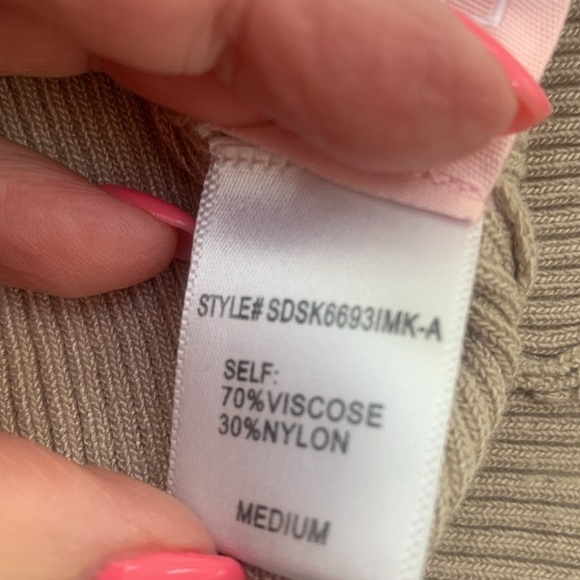 STYLE# SDSK6693IMK-A
SELF:
70%VISCOSE
30%NYLON
MEDIUM